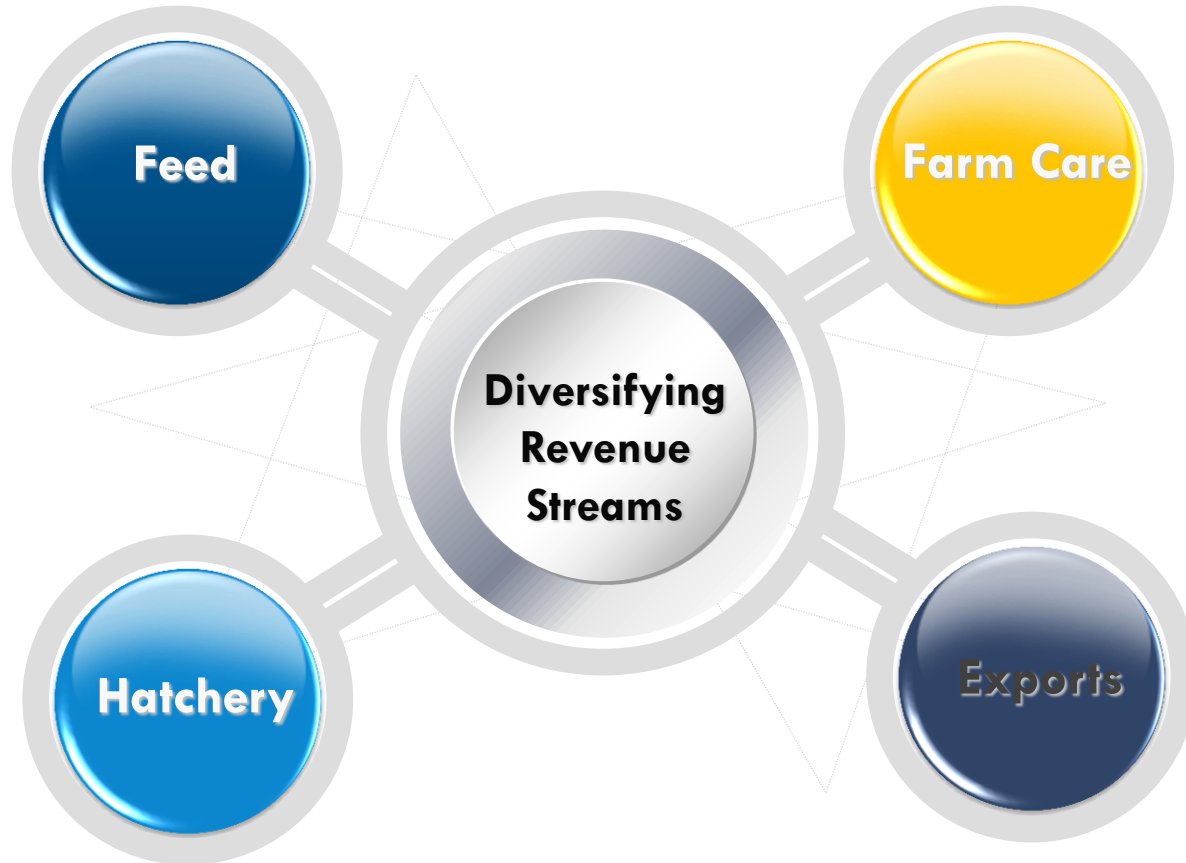 Feed
Farm Care
Diversifying
Revenue
Streams
Hatchery
Exports